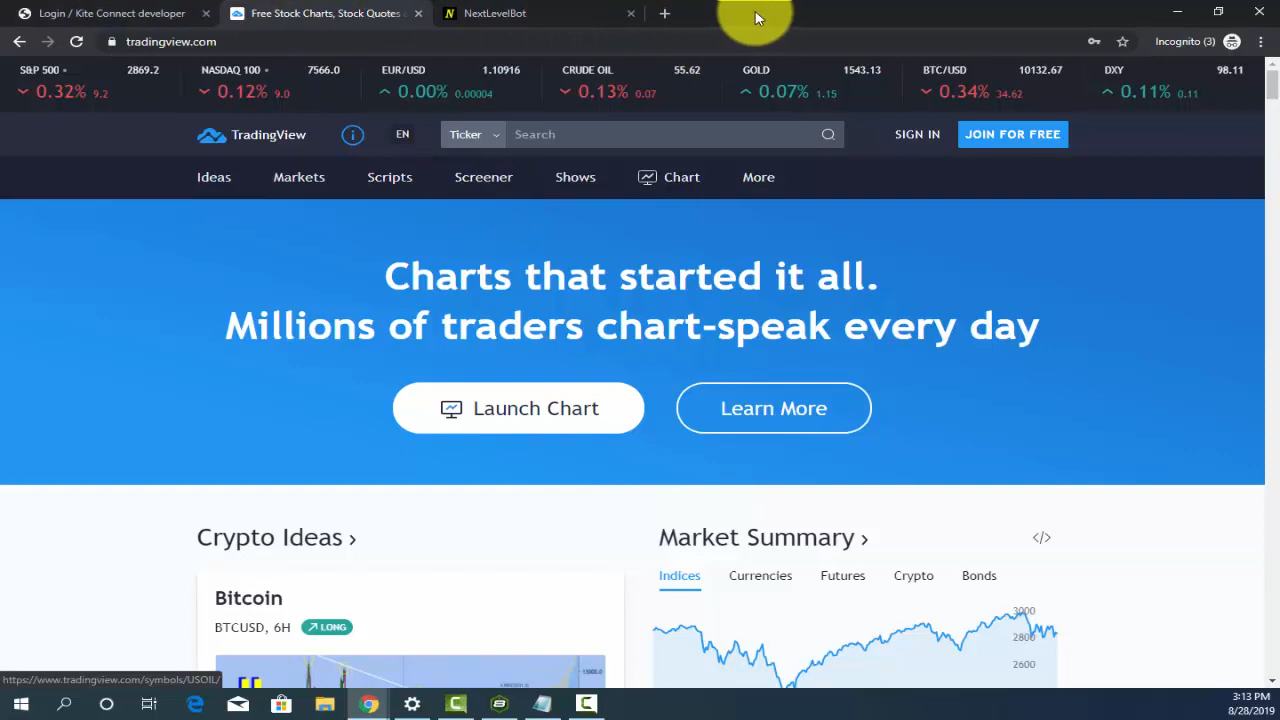 Login / Kite Connect developer
Free Stock Charts, Stock Quotes
NextLevelBot
tradingview.com
Incognito (3)
S&P 500 2869.2
0.32% 9.2
NASDAQ 100 7566.0
0.12% 9.0
EUR/USD 1.10916
0.00% 0.00004
CRUDE OIL 55.62
0.13% 0.07
GOLD 1543.13
0.07% 1.15
BTC/USD 10132.67
0.34% 34.62
DXY 98.11
0.11% 0.11
TradingView
EN
Ticker
Search
SIGN IN
JOIN FOR FREE
Ideas
Markets
Scripts
Screener
Shows
Chart
More
Charts that started it all.
Millions of traders chart-speak every day
Launch Chart
Learn More
Crypto Ideas ›
Bitcoin
BTCUSD, 6H LONG
Market Summary ›
</>
Indices
Currencies
Futures
Crypto
Bonds
3000
2800
2600
https://www.tradingview.com/symbols/USOIL/
3:13 PM
8/28/2019